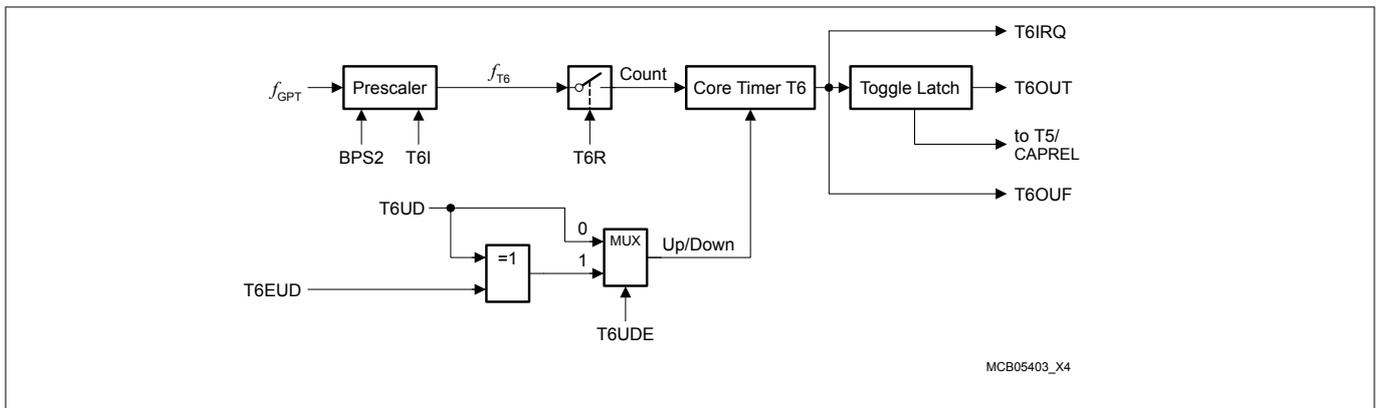 T6IRQ
fGPT
Prescaler
fT6
Count
Core Timer T6
Toggle Latch
T6OUT
BPS2
T6I
T6R
to T5/
CAPREL
T6UD
T6OUF
0
MUX
Up/Down
=1
1
T6EUD
T6UDE
MCB05403_X4